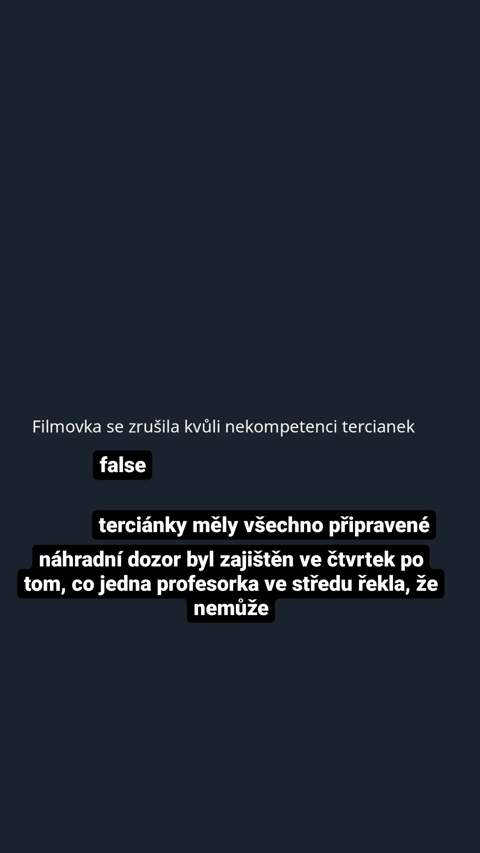 Filmovka se zrušila kvůli nekompetenci tercianek
false
terciánky měly všechno připravené
náhradní dozor byl zajištěn ve čtvrtek po
tom, co jedna profesorka ve středu řekla, že
nemůže